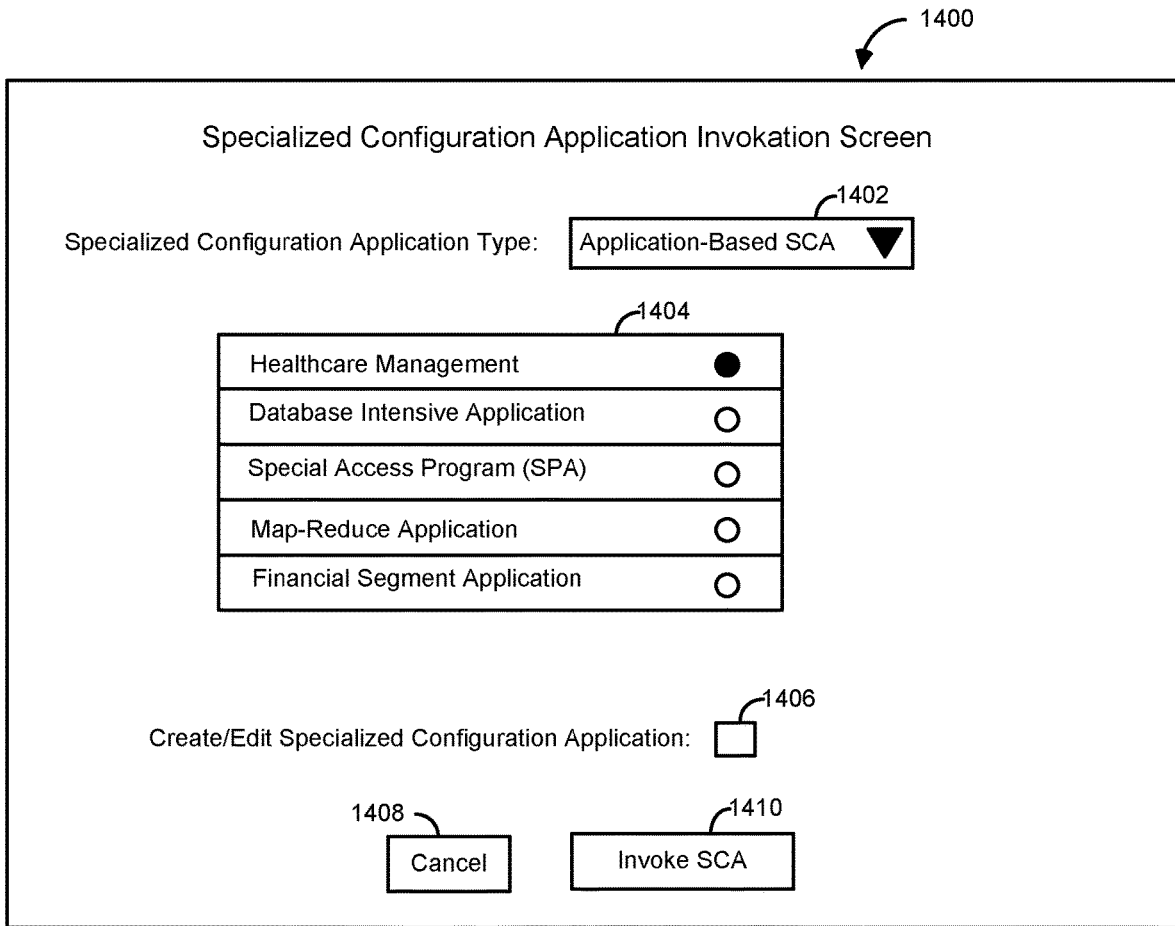 1400
Specialized Configuration Application Invokation Screen
1402
Specialized Configuration Application Type:
Application-Based SCA
1404
Healthcare Management
Database Intensive Application
Special Access Program (SPA)
Map-Reduce Application
Financial Segment Application
1406
Create/Edit Specialized Configuration Application:
1408
1410
Cancel
Invoke SCA